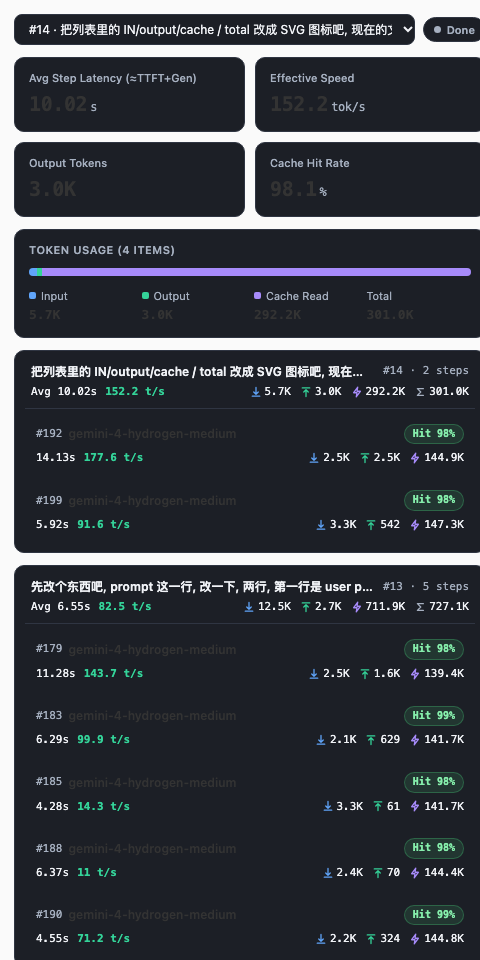 #14 · 把列表里的 IN/output/cache / total 改成 SVG 图标吧, 现在的
Done
Avg Step Latency (≈TTFT+Gen)
10.02 s
Effective Speed
152.2 tok/s
Output Tokens
3.0K
Cache Hit Rate
98.1 %
TOKEN USAGE (4 ITEMS)
Input Output Cache Read Total
5.7K 3.0K 292.2K 301.0K
把列表里的 IN/output/cache / total 改成 SVG 图标吧, 现在... #14 · 2 steps
Avg 10.02s 152.2 t/s 5.7K 3.0K 292.2K Σ 301.0K
#192 gemini-4-hydrogen-medium Hit 98%
14.13s 177.6 t/s 2.5K 2.5K 144.9K
#199 gemini-4-hydrogen-medium Hit 98%
5.92s 91.6 t/s 3.3K 542 147.3K
先改个东西吧, prompt 这一行, 改一下, 两行, 第一行是 user p... #13 · 5 steps
Avg 6.55s 82.5 t/s 12.5K 2.7K 711.9K Σ 727.1K
#179 gemini-4-hydrogen-medium Hit 98%
11.28s 143.7 t/s 2.5K 1.6K 139.4K
#183 gemini-4-hydrogen-medium Hit 99%
6.29s 99.9 t/s 2.1K 629 141.7K
#185 gemini-4-hydrogen-medium Hit 98%
4.28s 14.3 t/s 3.3K 61 141.7K
#188 gemini-4-hydrogen-medium Hit 98%
6.37s 11 t/s 2.4K 70 144.4K
#190 gemini-4-hydrogen-medium Hit 99%
4.55s 71.2 t/s 2.2K 324 144.8K